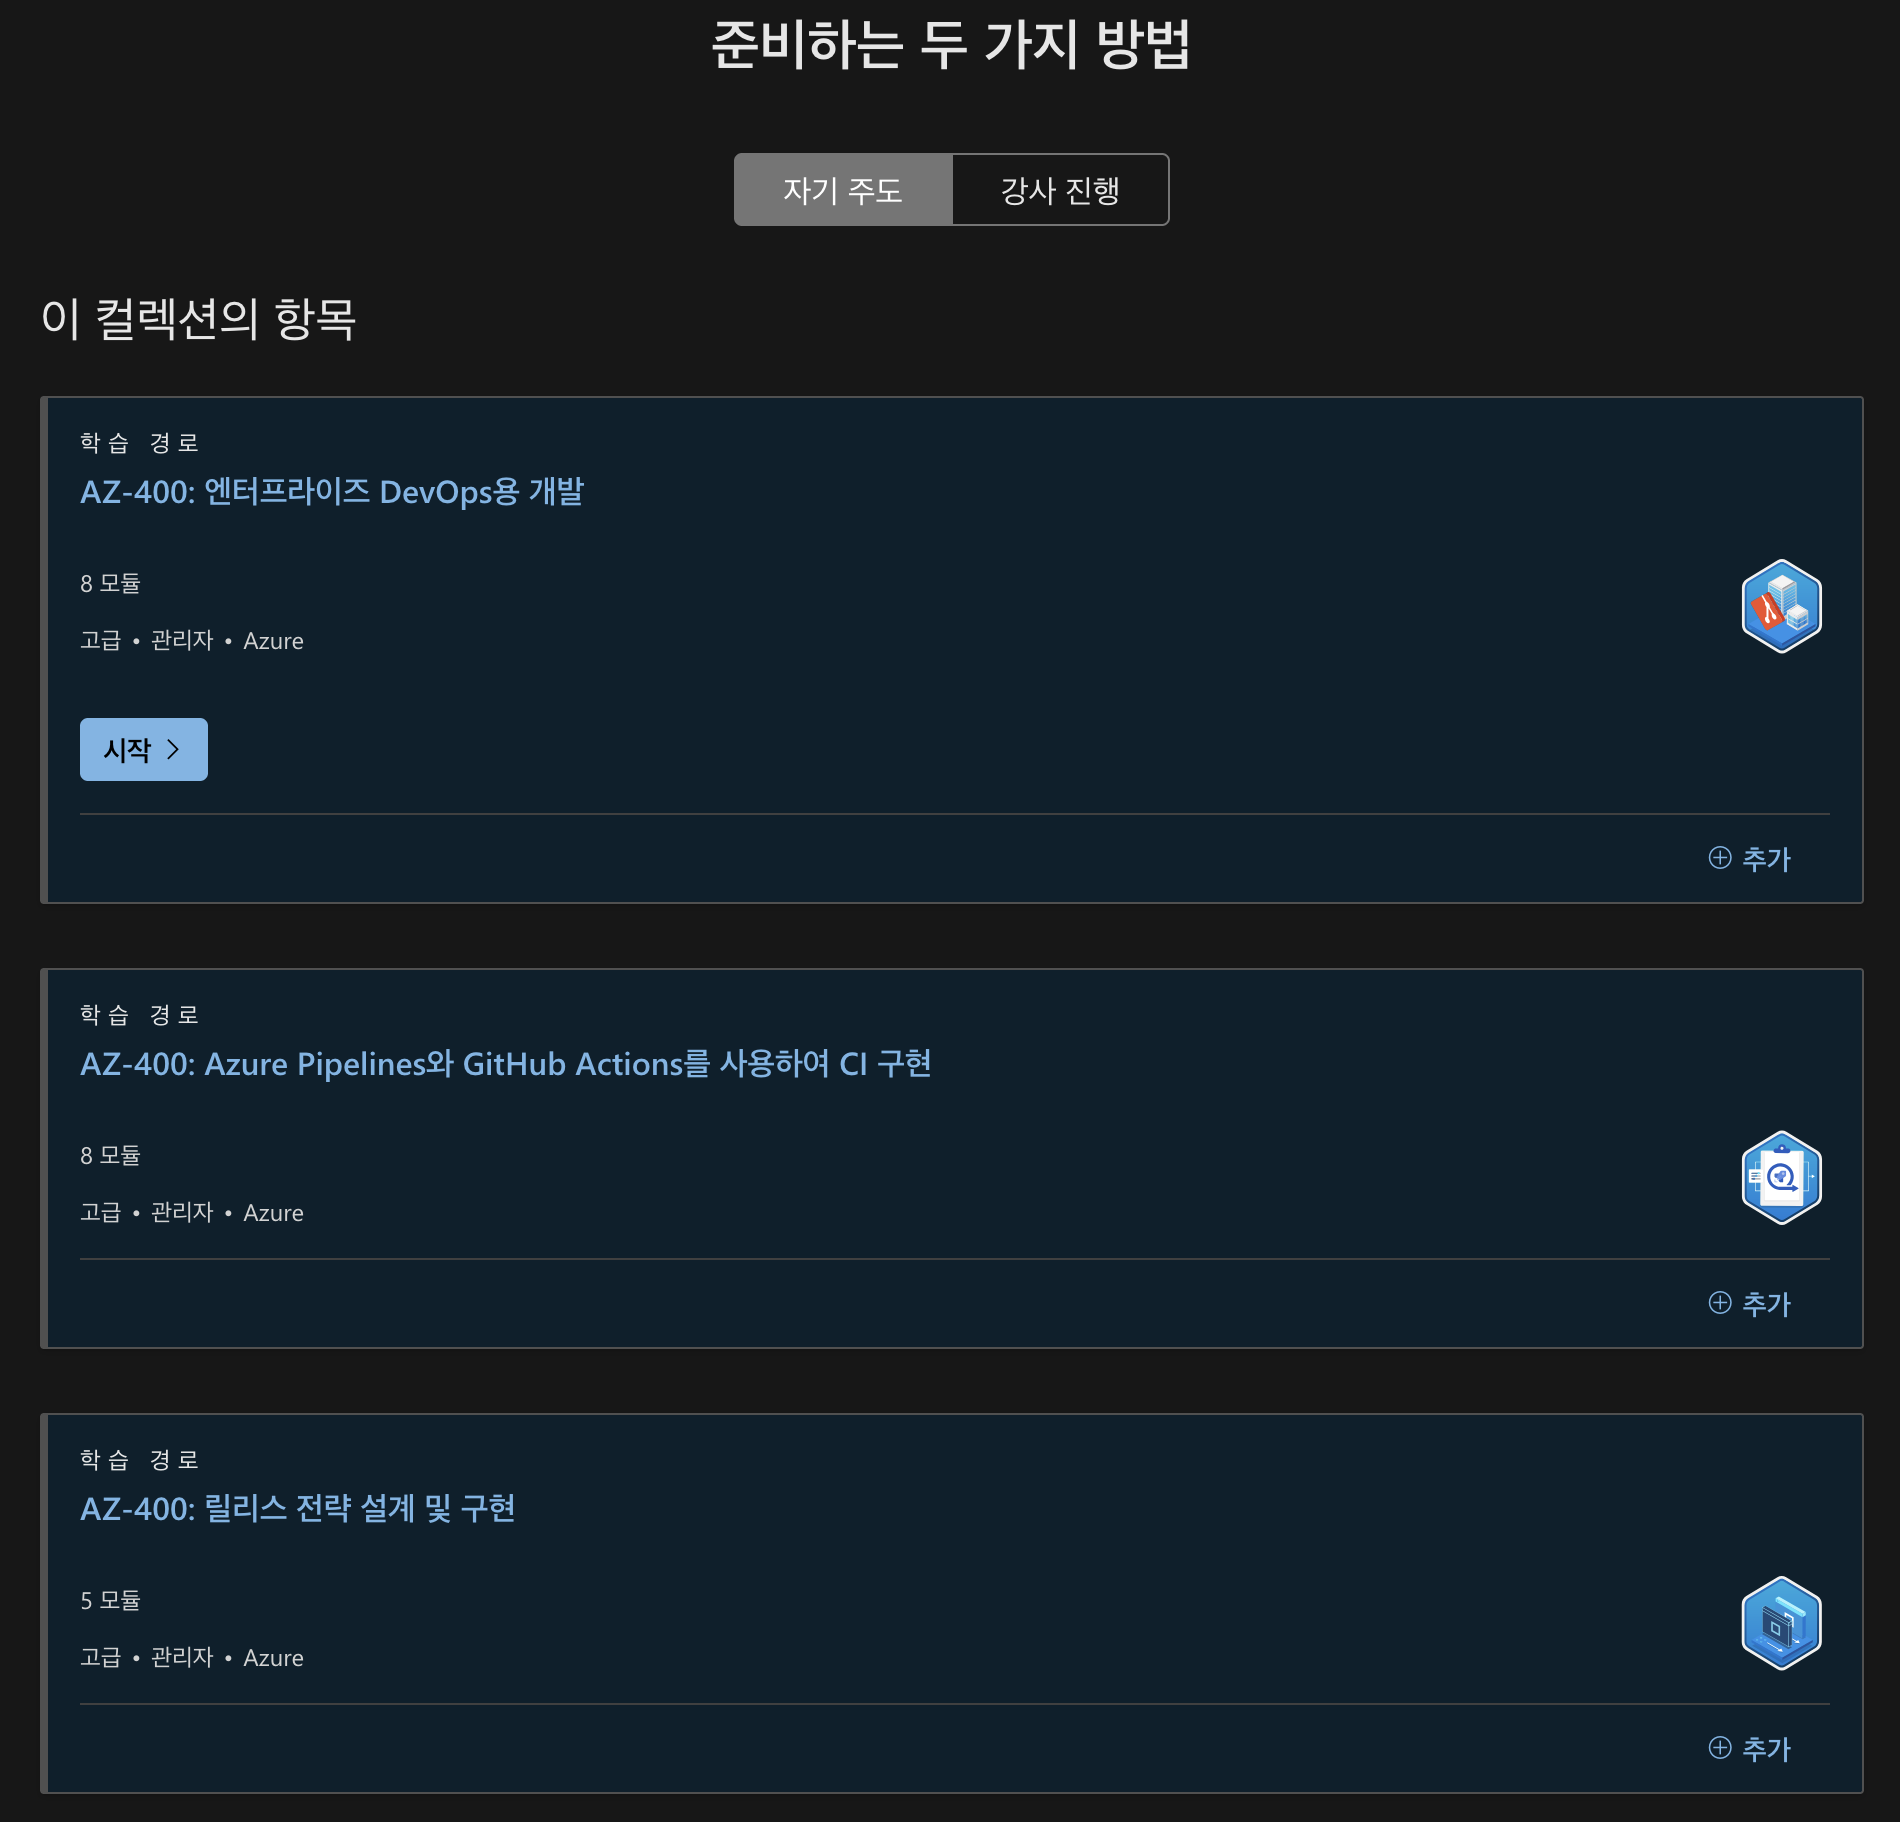 준비하는 두 가지 방법
자기 주도
강사 진행
이 컬렉션의 항목
학습 경로
AZ-400: 엔터프라이즈 DevOps용 개발
8 모듈
고급 • 관리자 • Azure
시작
추가
학습 경로
AZ-400: Azure Pipelines와 GitHub Actions를 사용하여 CI 구현
8 모듈
고급 • 관리자 • Azure
추가
학습 경로
AZ-400: 릴리스 전략 설계 및 구현
5 모듈
고급 • 관리자 • Azure
추가